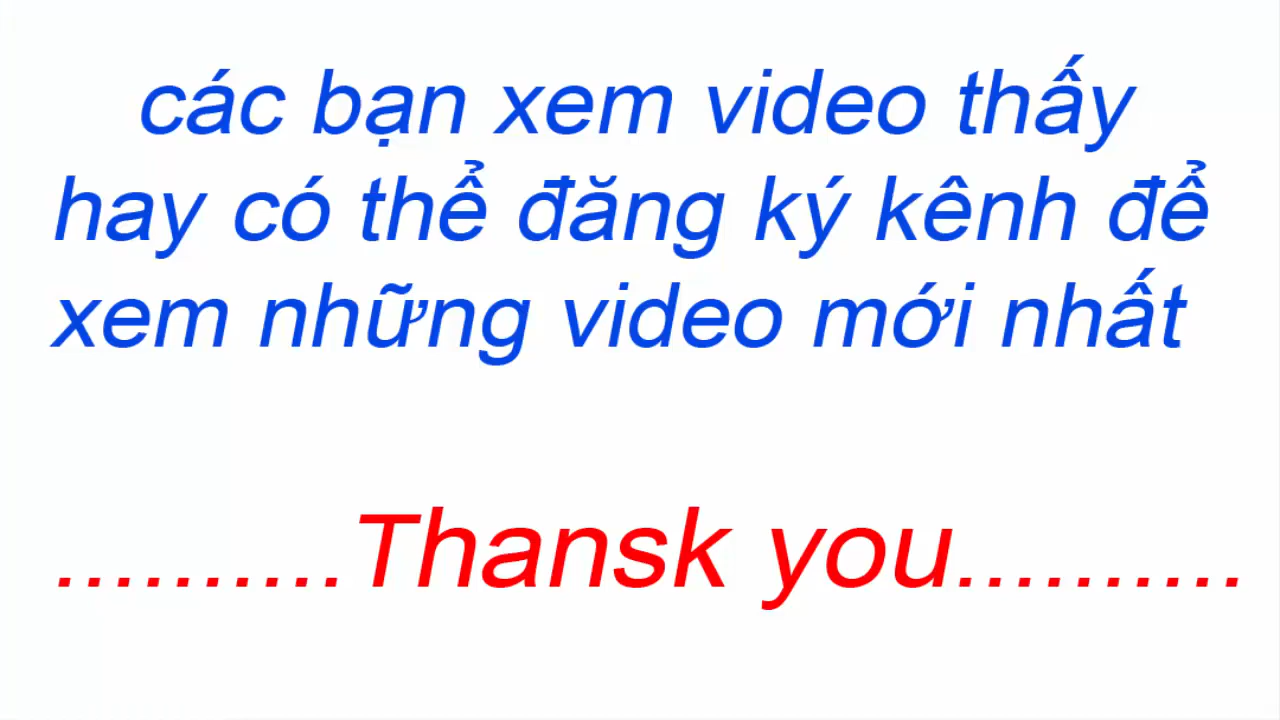 các bạn xem video thấy
hay có thể đăng ký kênh để
xem những video mới nhất
..........Thansk you..........